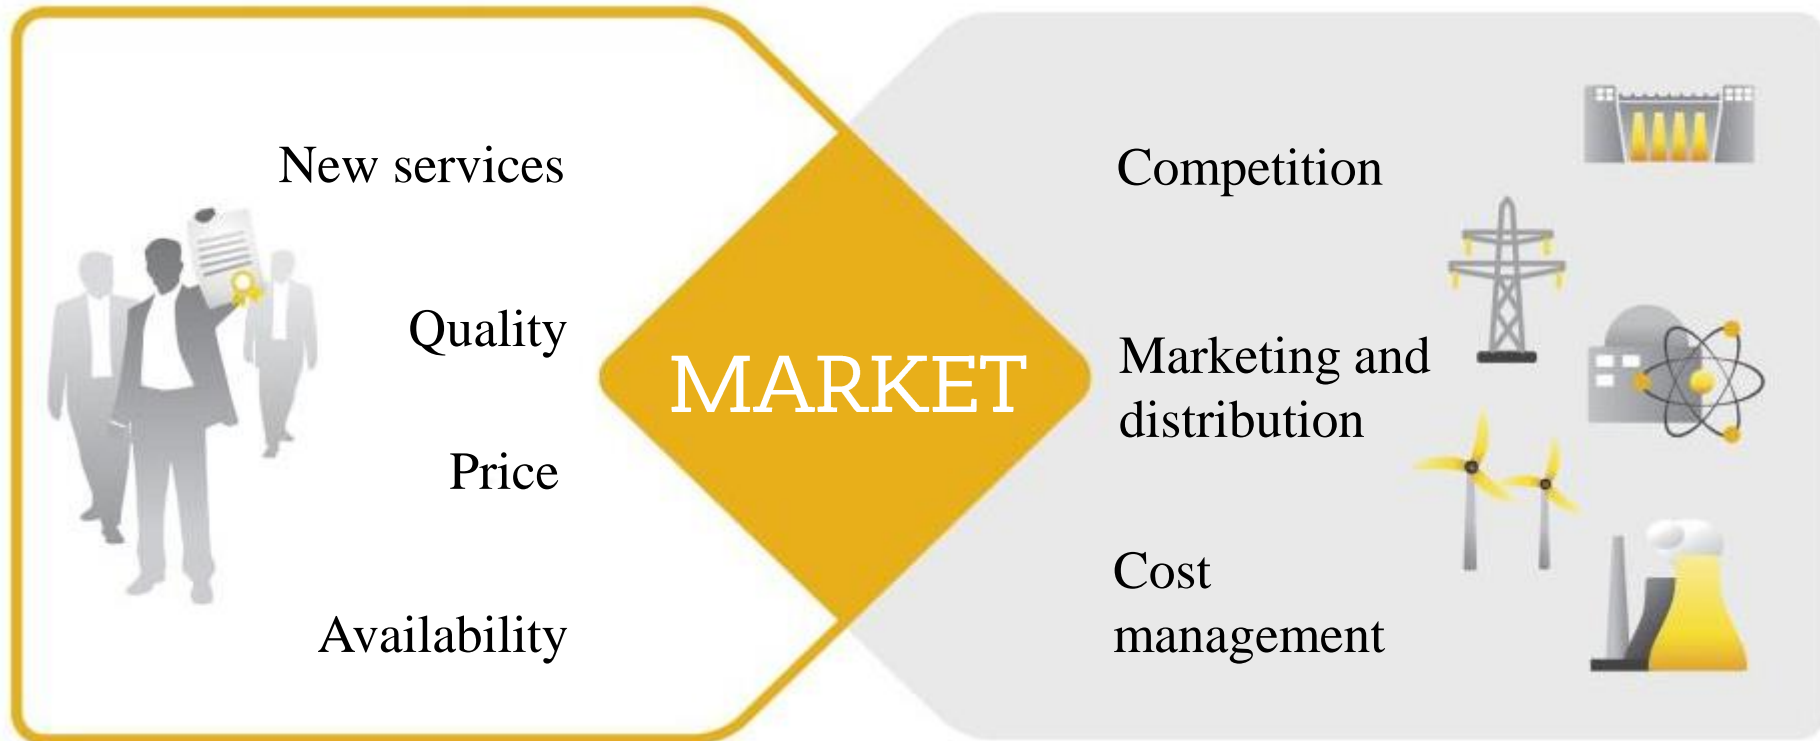 New services
Quality
Price
Availability
MARKET
Competition
Marketing and
distribution
Cost
management